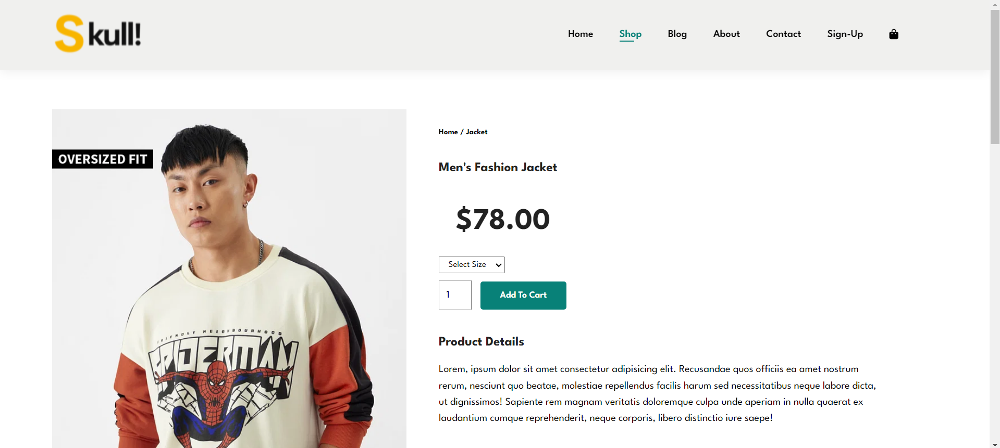 Skull!
Home Shop Blog About Contact Sign-Up
OVERSIZED FIT
Home / Jacket
Men's Fashion Jacket
$78.00
Select Size
1
Add To Cart
FRIENDLY NEIGHBOURHOOD
SPIDERMAN
Product Details
Lorem, ipsum dolor sit amet consectetur adipisicing elit. Recusandae quos officiis ea amet nostrum
rerum, nesciunt quo beatae, molestiae repellendus facilis harum sed necessitatibus neque labore dicta,
ut dignissimos! Sapiente rem magnam veritatis doloremque culpa unde aperiam in nulla quaerat ex
laudantium cumque reprehenderit, neque corporis, libero distinctio iure saepe!